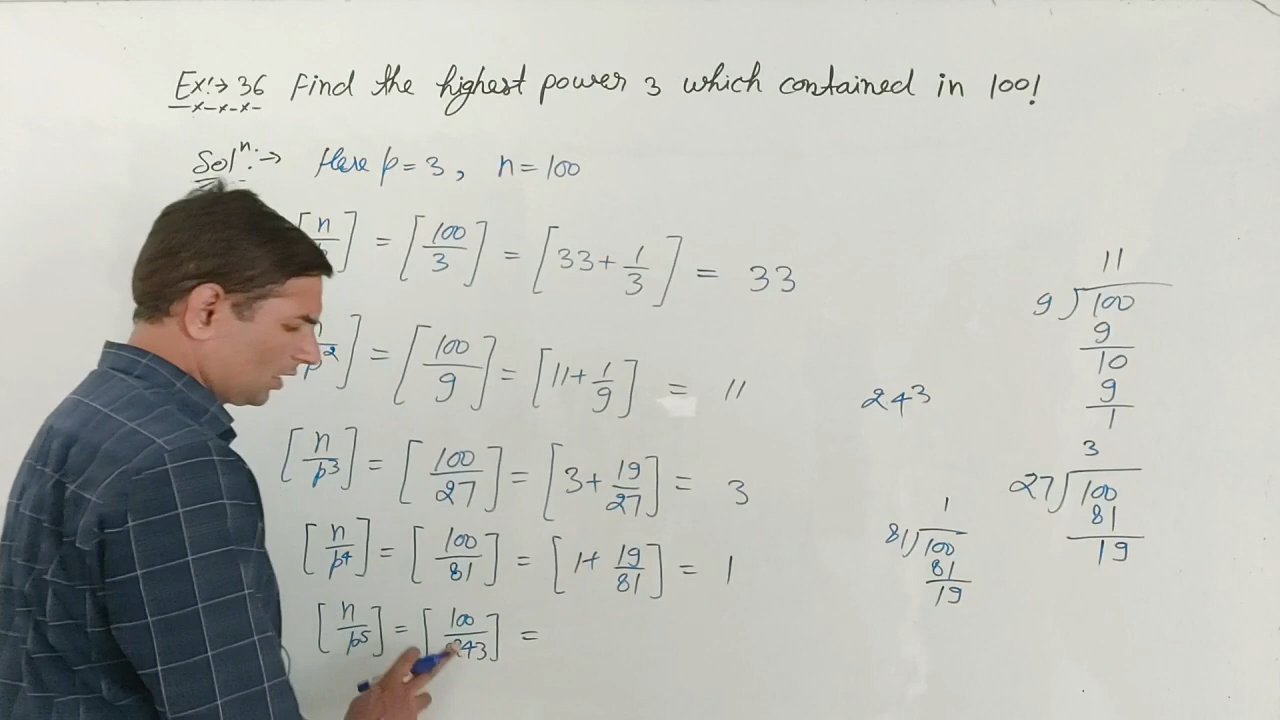 Ex:→ 36 Find the highest power 3 which contained in 100!
Solⁿ:→ Here p = 3, n = 100
[n/ ] = [100/3] = [33 + 1/3] = 33
p²] = [100/9] = [11 + 1/9] = 11
[n/p³] = [100/27] = [3 + 19/27] = 3
[n/p⁴] = [100/81] = [1 + 19/81] = 1
[n/p⁵] = [100/243] =
11
9)100
9
10
9
1
243
3
27)100
81
19
1
81)100
81
19